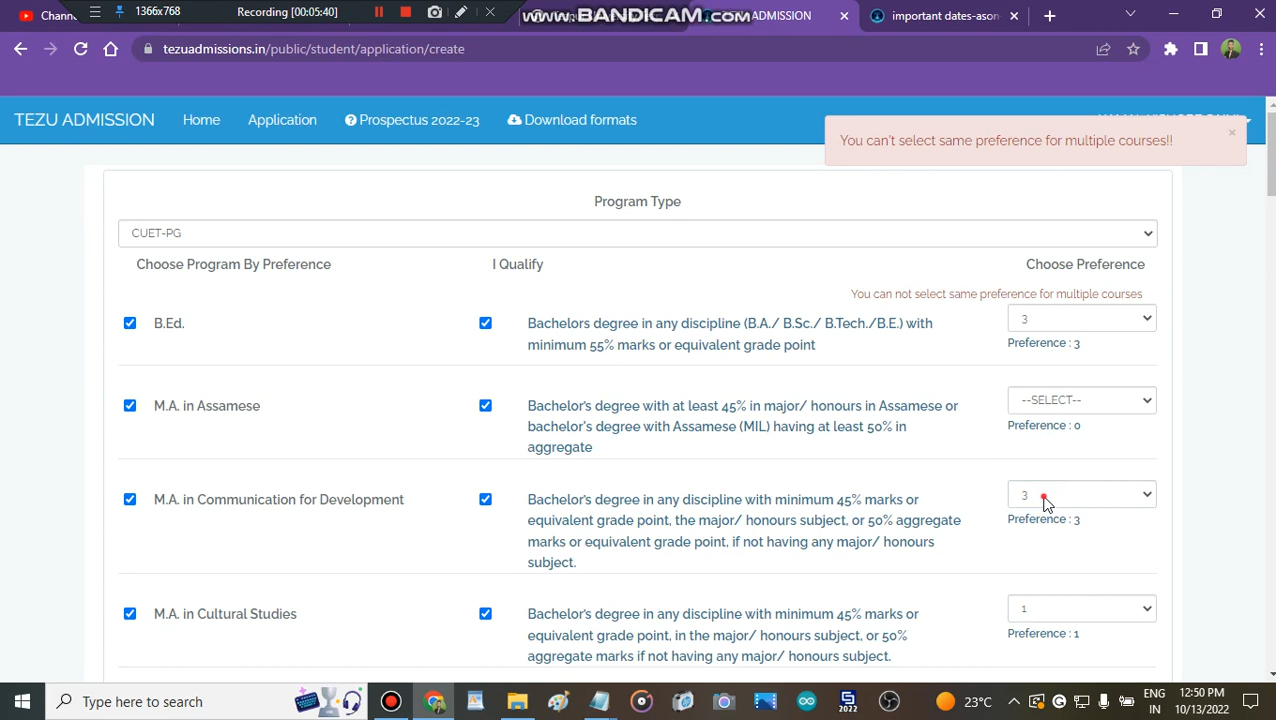 1366x768
Recording [00:05:40]
Chann
www.BANDICAM.com
ADMISSION
important dates-ason
tezuadmissions.in/public/student/application/create
TEZU ADMISSION
Home
Application
Prospectus 2022-23
Download formats
You can't select same preference for multiple courses!!
×
Program Type
CUET-PG
Choose Program By Preference
I Qualify
Choose Preference
You can not select same preference for multiple courses
B.Ed.
Bachelors degree in any discipline (B.A./ B.Sc./ B.Tech./B.E.) with
minimum 55% marks or equivalent grade point
3
Preference : 3
M.A. in Assamese
Bachelor's degree with at least 45% in major/ honours in Assamese or
bachelor's degree with Assamese (MIL) having at least 50% in
aggregate
--SELECT--
Preference : 0
M.A. in Communication for Development
Bachelor's degree in any discipline with minimum 45% marks or
equivalent grade point, the major/ honours subject, or 50% aggregate
marks or equivalent grade point, if not having any major/ honours
subject.
3
Preference : 3
M.A. in Cultural Studies
Bachelor's degree in any discipline with minimum 45% marks or
equivalent grade point, in the major/ honours subject, or 50%
aggregate marks if not having any major/ honours subject.
1
Preference : 1
Type here to search
23°C
ENG
IN
12:50 PM
10/13/2022